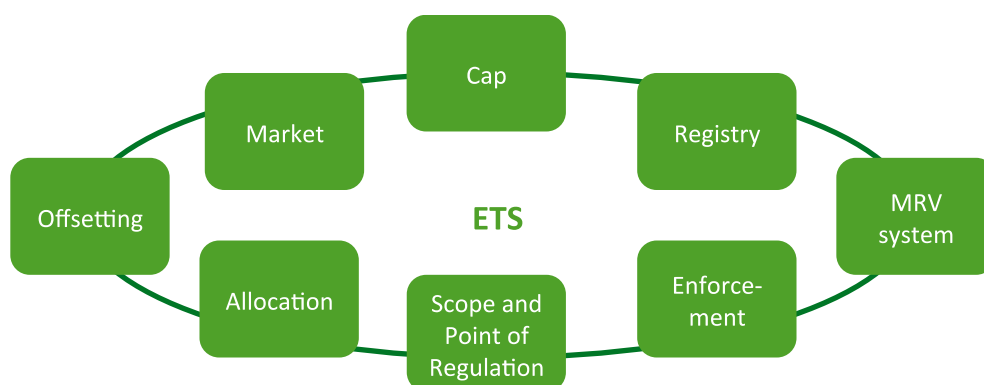 Cap
Market
Registry
Offsetting
ETS
MRV
system
Allocation
Enforce-
ment
Scope and
Point of
Regulation